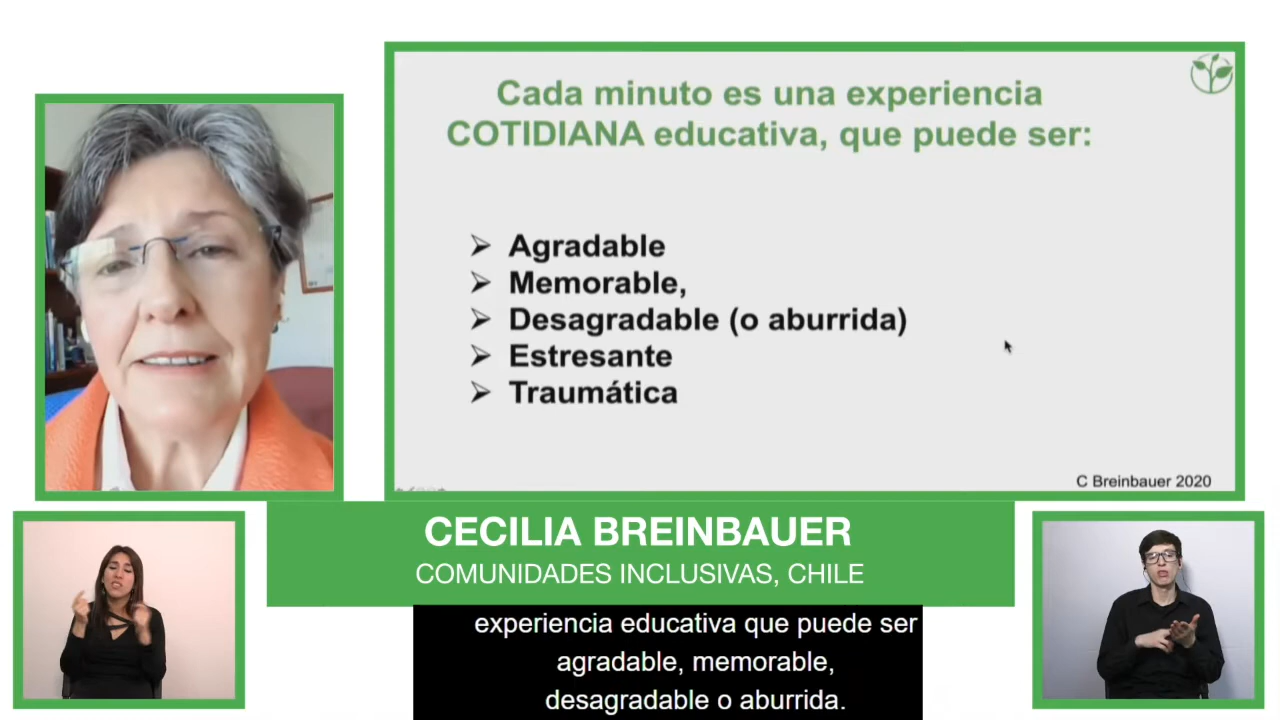 Cada minuto es una experiencia
COTIDIANA educativa, que puede ser:
➢ Agradable
➢ Memorable,
➢ Desagradable (o aburrida)
➢ Estresante
➢ Traumática
C Breinbauer 2020
CECILIA BREINBAUER
COMUNIDADES INCLUSIVAS, CHILE
experiencia educativa que puede ser
agradable, memorable,
desagradable o aburrida.